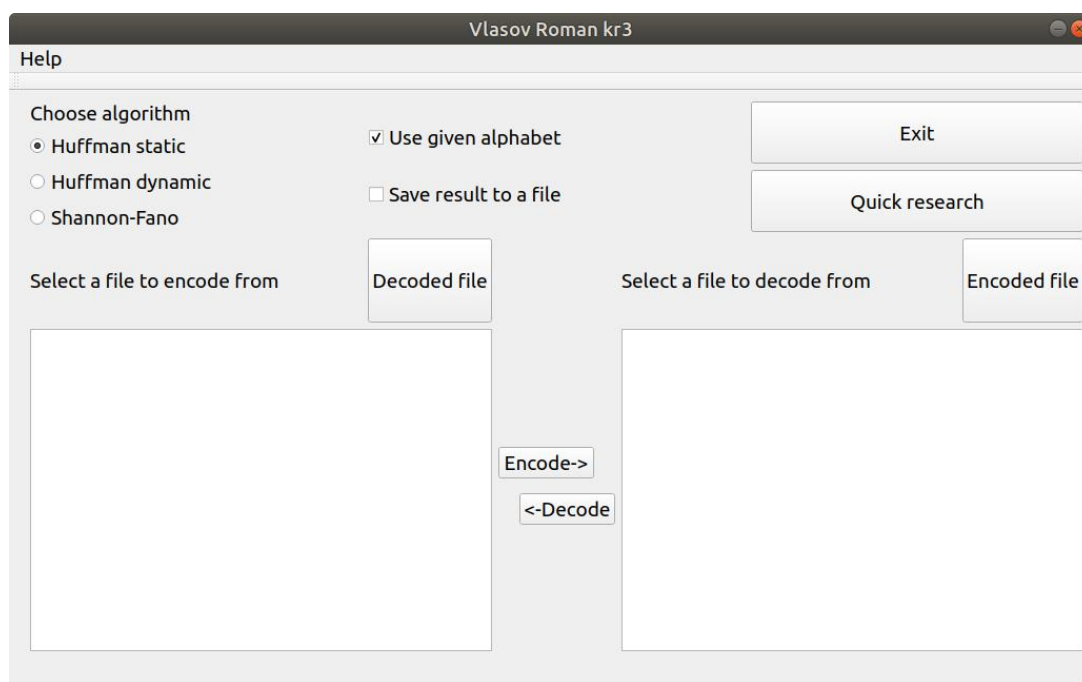 Vlasov Roman kr3
Help
Choose algorithm
Huffman static
Huffman dynamic
Shannon-Fano
Use given alphabet
Save result to a file
Exit
Quick research
Select a file to encode from
Decoded file
Select a file to decode from
Encoded file
Encode->
<-Decode